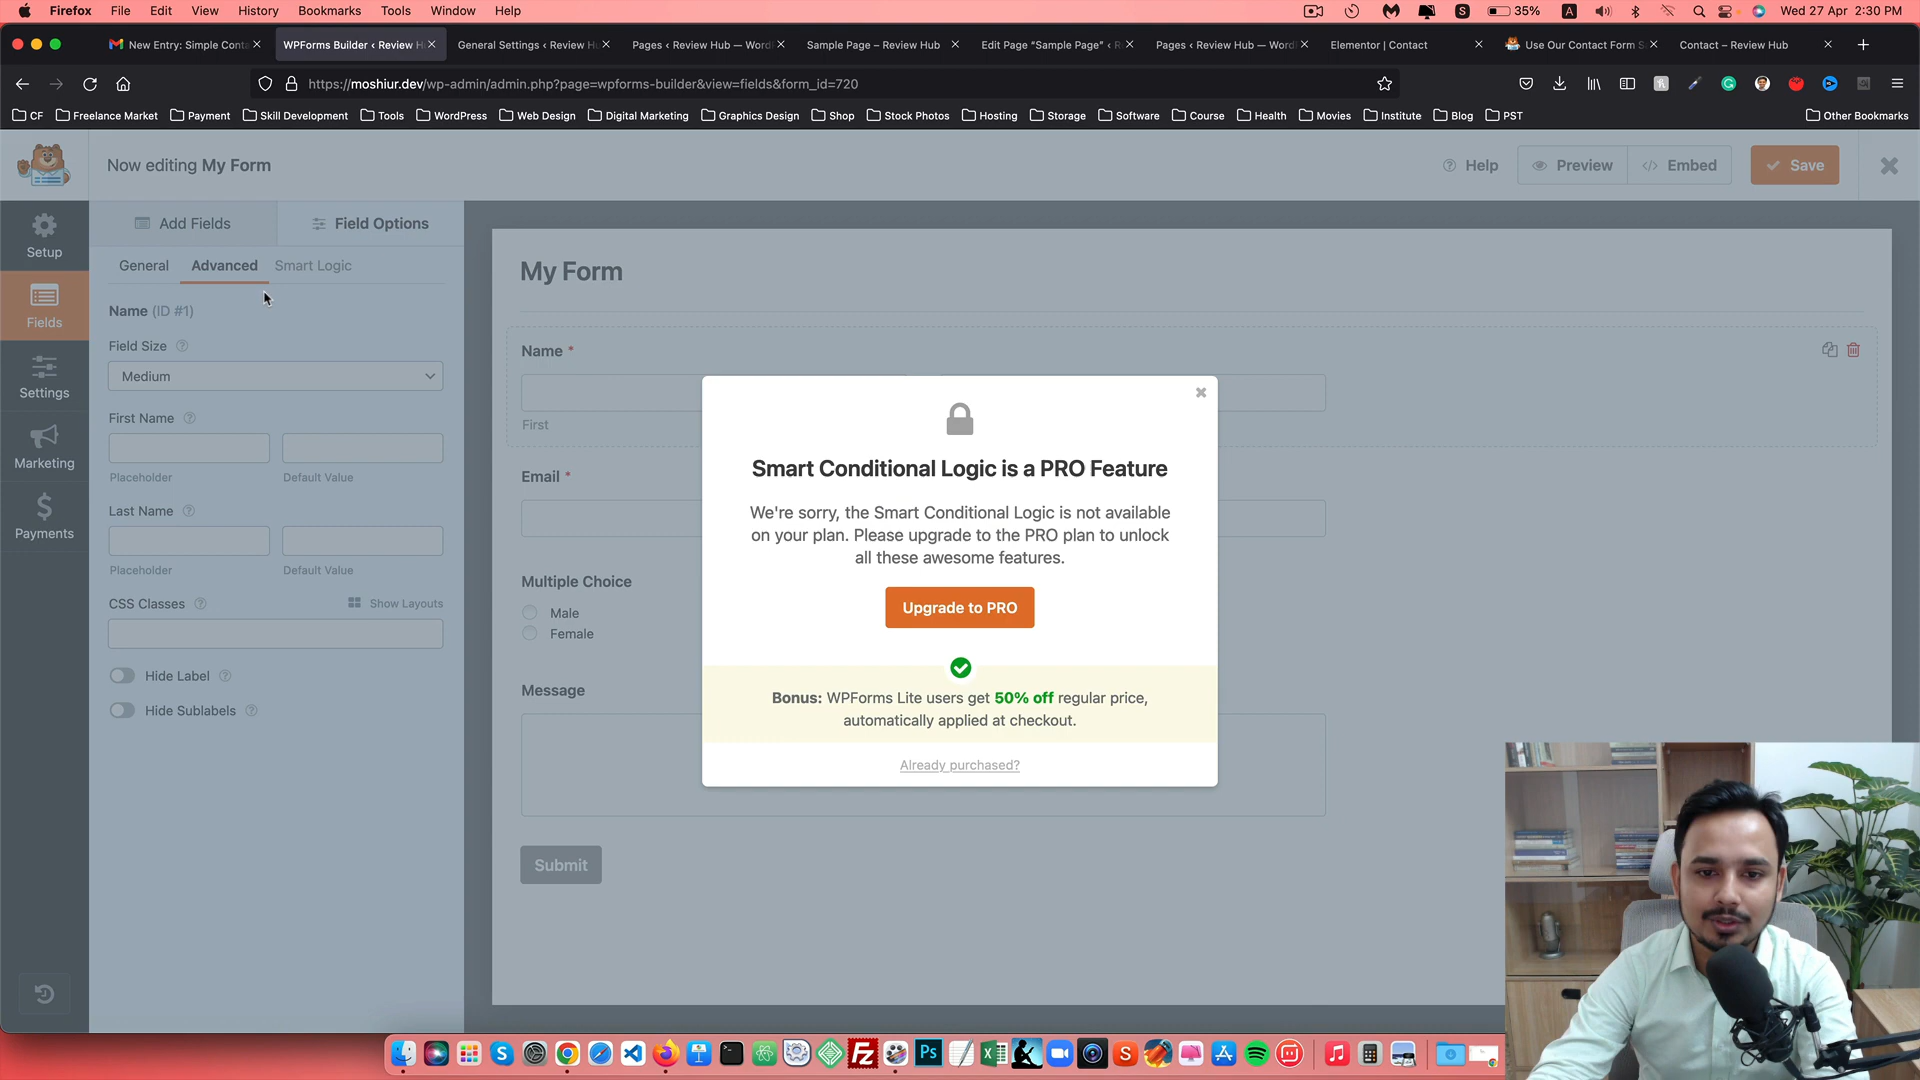 Firefox File Edit View History Bookmarks Tools Window Help 35% A Wed 27 Apr 2:30 PM
New Entry: Simple Conta WPForms Builder ‹ Review H General Settings ‹ Review Hu Pages ‹ Review Hub — WordP Sample Page – Review Hub Edit Page “Sample Page” ‹ R Pages ‹ Review Hub — WordP Elementor | Contact Use Our Contact Form S Contact – Review Hub
https://moshiur.dev/wp-admin/admin.php?page=wpforms-builder&view=fields&form_id=720
CF Freelance Market Payment Skill Development Tools WordPress Web Design Digital Marketing Graphics Design Shop Stock Photos Hosting Storage Software Course Health Movies Institute Blog PST Other Bookmarks
Now editing My Form
Help Preview Embed Save
Add Fields Field Options
General Advanced Smart Logic
Setup
Fields
Settings
Marketing
Payments
Name (ID #1)
Field Size
Medium
First Name
Placeholder Default Value
Last Name
Placeholder Default Value
CSS Classes Show Layouts
Hide Label
Hide Sublabels
My Form
Name *
First
Email *
Multiple Choice
Male
Female
Message
Submit
Smart Conditional Logic is a PRO Feature
We're sorry, the Smart Conditional Logic is not available
on your plan. Please upgrade to the PRO plan to unlock
all these awesome features.
Upgrade to PRO
Bonus: WPForms Lite users get 50% off regular price,
automatically applied at checkout.
Already purchased?